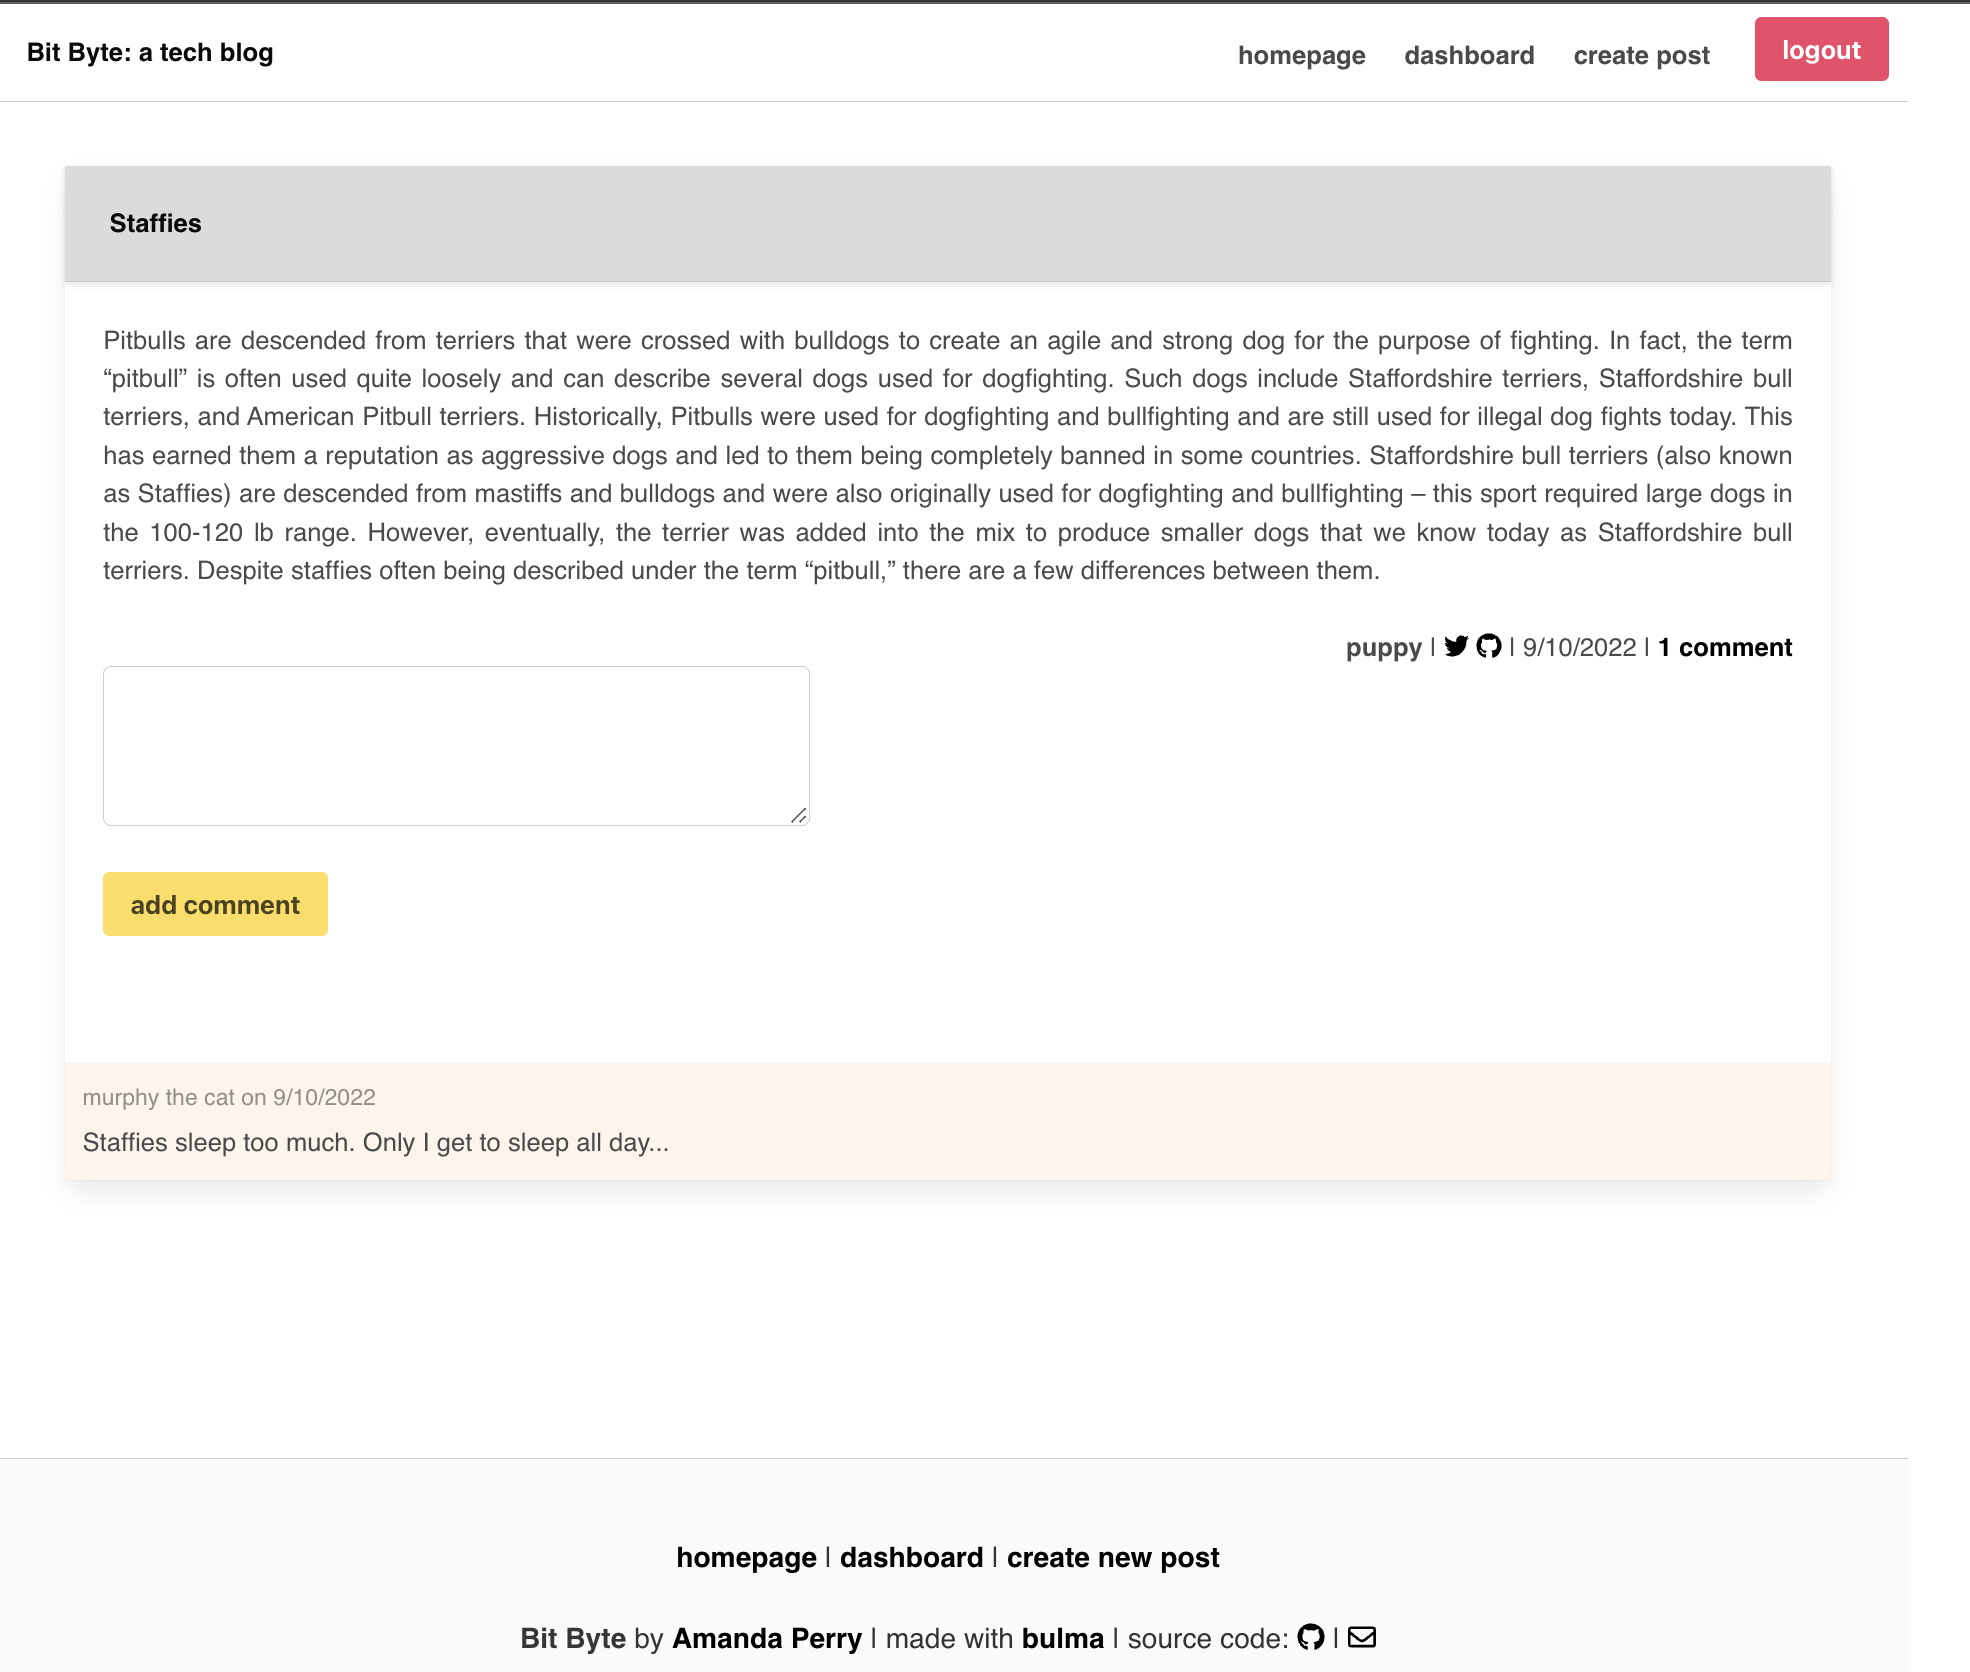 Bit Byte: a tech blog
homepage dashboard create post logout
Staffies
Pitbulls are descended from terriers that were crossed with bulldogs to create an agile and strong dog for the purpose of fighting. In fact, the term
“pitbull” is often used quite loosely and can describe several dogs used for dogfighting. Such dogs include Staffordshire terriers, Staffordshire bull
terriers, and American Pitbull terriers. Historically, Pitbulls were used for dogfighting and bullfighting and are still used for illegal dog fights today. This
has earned them a reputation as aggressive dogs and led to them being completely banned in some countries. Staffordshire bull terriers (also known
as Staffies) are descended from mastiffs and bulldogs and were also originally used for dogfighting and bullfighting – this sport required large dogs in
the 100-120 lb range. However, eventually, the terrier was added into the mix to produce smaller dogs that we know today as Staffordshire bull
terriers. Despite staffies often being described under the term “pitbull,” there are a few differences between them.
puppy | | 9/10/2022 | 1 comment
add comment
murphy the cat on 9/10/2022
Staffies sleep too much. Only I get to sleep all day...
homepage | dashboard | create new post
Bit Byte by Amanda Perry | made with bulma | source code: |